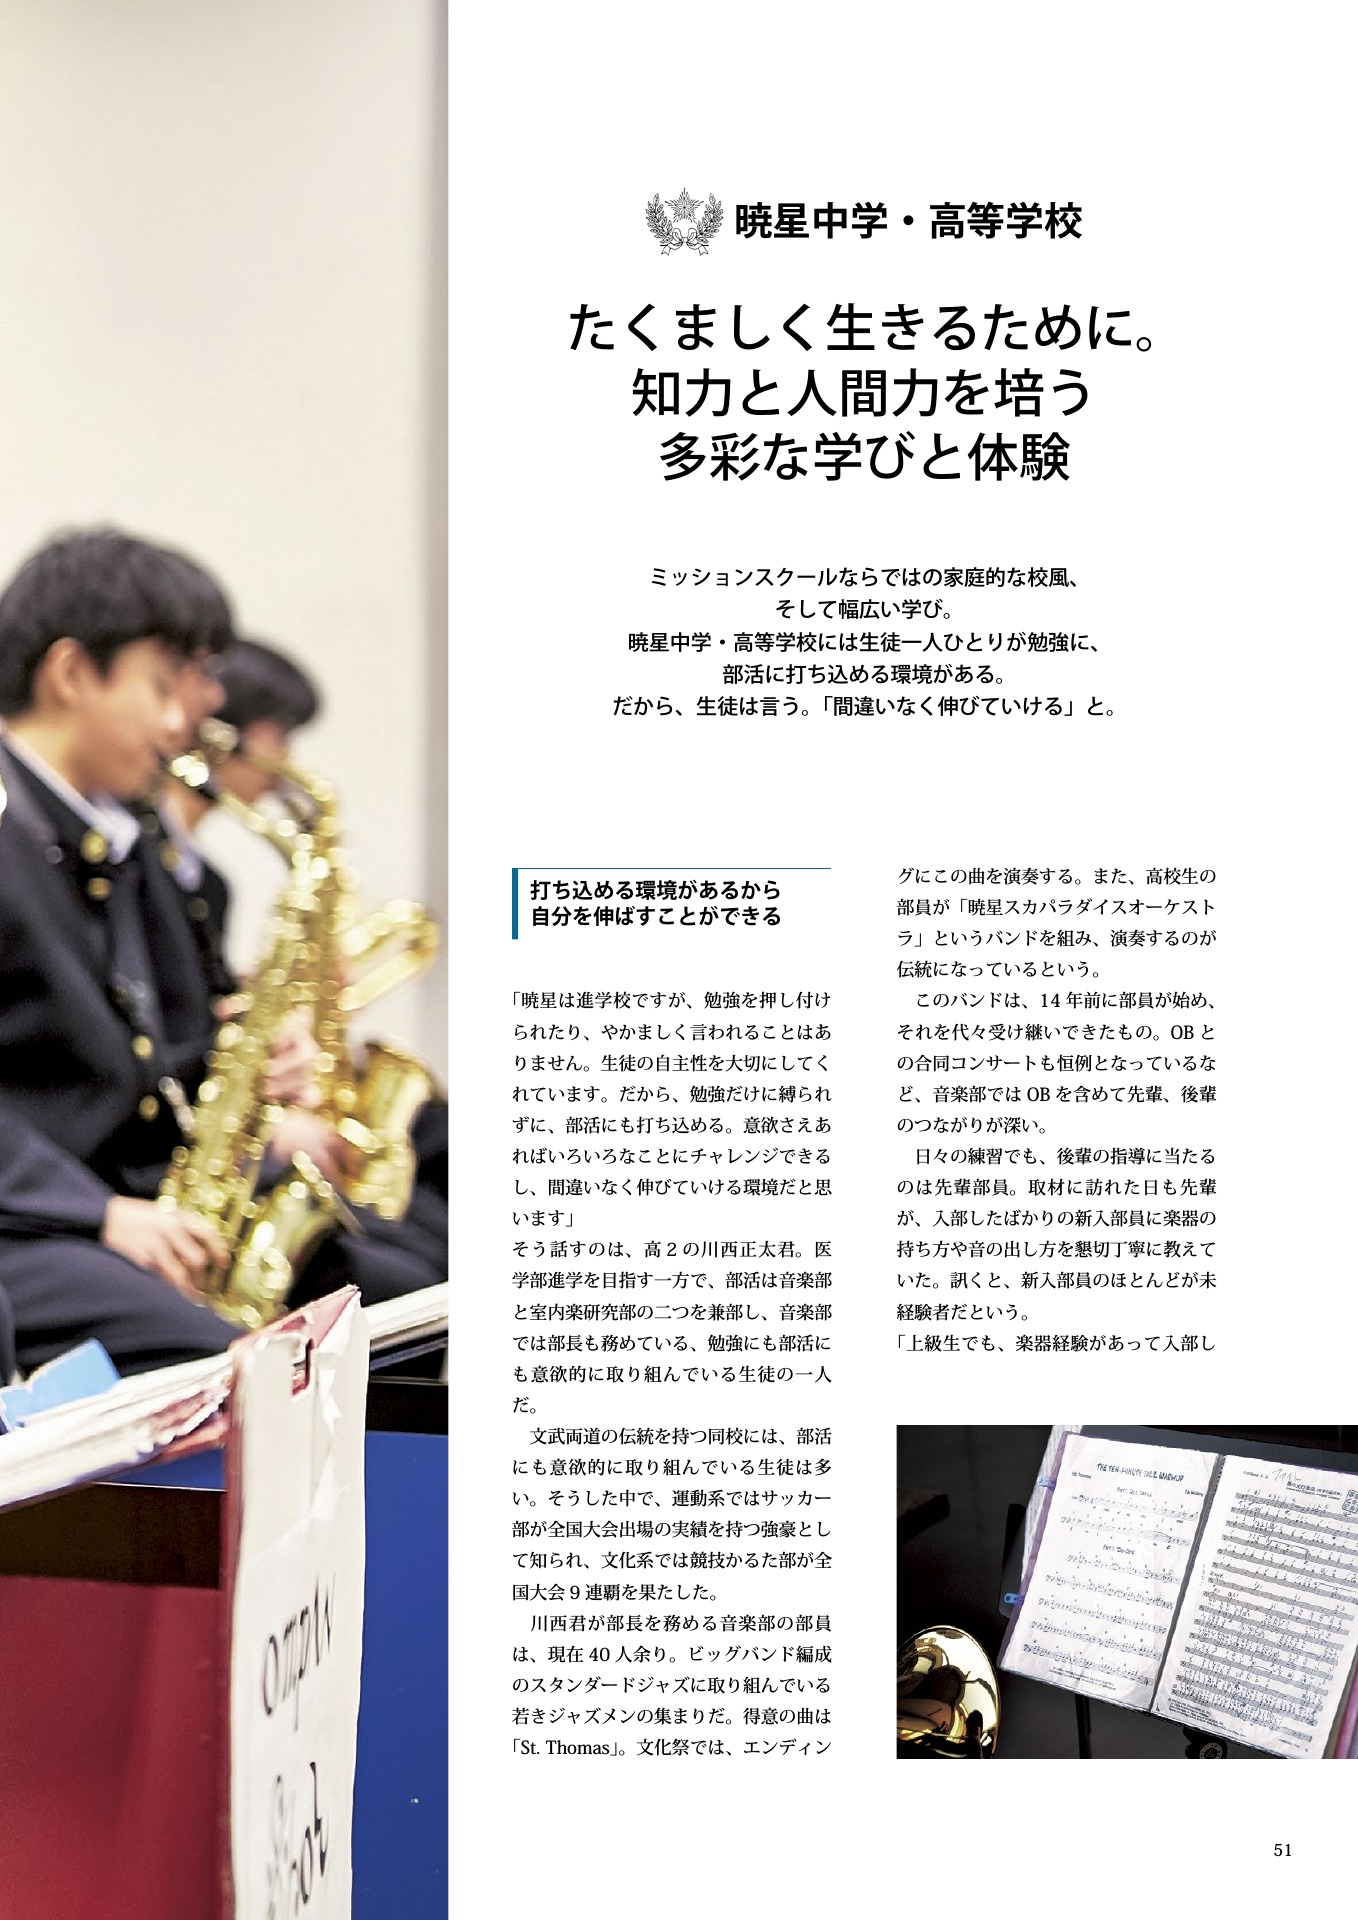 暁星中学・高等学校
たくましく生きるために。
知力と人間力を培う
多彩な学びと体験
ミッションスクールならではの家庭的な校風、
そして幅広い学び。
暁星中学・高等学校には生徒一人ひとりが勉強に、
部活に打ち込める環境がある。
だから、生徒は言う。「間違いなく伸びていける」と。
打ち込める環境があるから
自分を伸ばすことができる
「暁星は進学校ですが、勉強を押し付け
られたり、やかましく言われることはあ
りません。生徒の自主性を大切にしてく
れています。だから、勉強だけに縛られ
ずに、部活にも打ち込める。意欲さえあ
ればいろいろなことにチャレンジできる
し、間違いなく伸びていける環境だと思
います」
そう話すのは、高２の川西正太君。医
学部進学を目指す一方で、部活は音楽部
と室内楽研究部の二つを兼部し、音楽部
では部長も務めている、勉強にも部活に
も意欲的に取り組んでいる生徒の一人
だ。
文武両道の伝統を持つ同校には、部活
にも意欲的に取り組んでいる生徒は多
い。そうした中で、運動系ではサッカー
部が全国大会出場の実績を持つ強豪とし
て知られ、文化系では競技かるた部が全
国大会９連覇を果たした。
川西君が部長を務める音楽部の部員
は、現在 40 人余り。ビッグバンド編成
のスタンダードジャズに取り組んでいる
若きジャズメンの集まりだ。得意の曲は
「St. Thomas」。文化祭では、エンディン
グにこの曲を演奏する。また、高校生の
部員が「暁星スカパラダイスオーケスト
ラ」というバンドを組み、演奏するのが
伝統になっているという。
このバンドは、14 年前に部員が始め、
それを代々受け継いできたもの。OB と
の合同コンサートも恒例となっているな
ど、音楽部では OB を含めて先輩、後輩
のつながりが深い。
日々の練習でも、後輩の指導に当たる
のは先輩部員。取材に訪れた日も先輩
が、入部したばかりの新入部員に楽器の
持ち方や音の出し方を懇切丁寧に教えて
いた。訊くと、新入部員のほとんどが未
経験者だという。
「上級生でも、楽器経験があって入部し
THE TEN-MINUTE JAZZ WARMUP
51